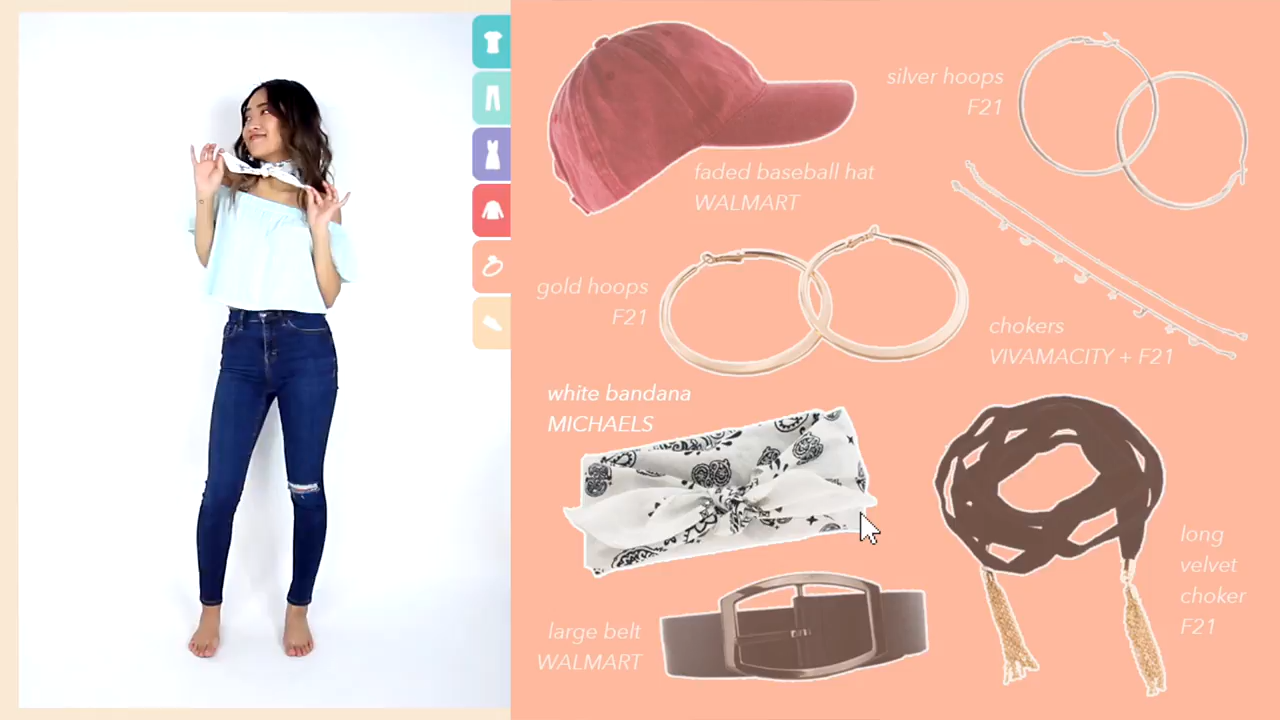 silver hoops
F21
faded baseball hat
WALMART
gold hoops
F21
chokers
VIVAMACITY + F21
white bandana
MICHAELS
long
velvet
choker
F21
large belt
WALMART